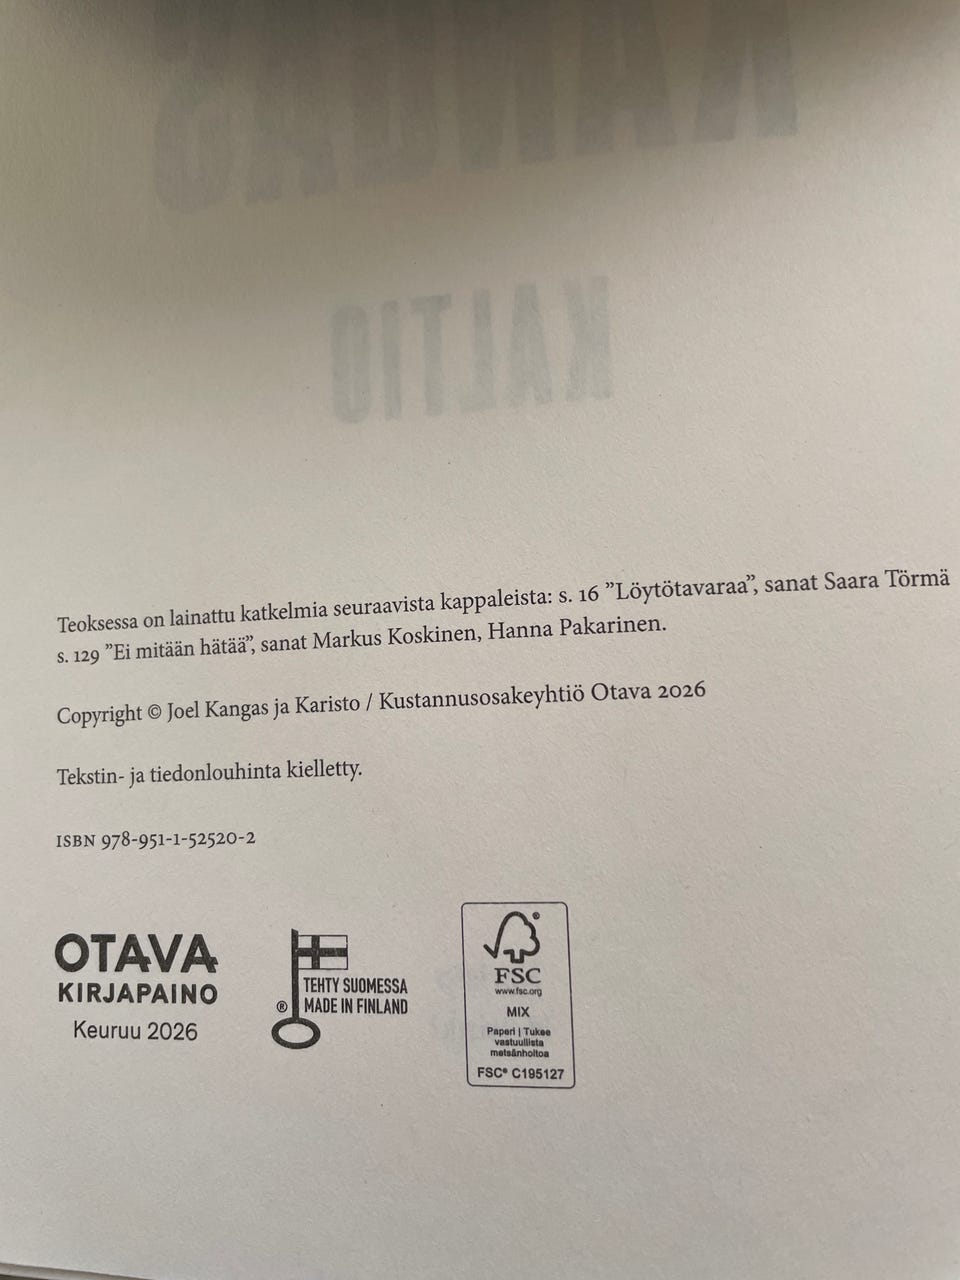 KANGAS
KALTIO
Teoksessa on lainattu katkelmia seuraavista kappaleista: s. 16 ”Löytötavaraa”, sanat Saara Törmä
s. 129 ”Ei mitään hätää”, sanat Markus Koskinen, Hanna Pakarinen.
Copyright © Joel Kangas ja Karisto / Kustannusosakeyhtiö Otava 2026
Tekstin- ja tiedonlouhinta kielletty.
ISBN 978-951-1-52520-2
OTAVA
KIRJAPAINO
Keuruu 2026
TEHTY SUOMESSA
® MADE IN FINLAND
®
FSC
www.fsc.org
MIX
Paperi | Tukee
vastuullista
metsänhoitoa
FSC® C195127